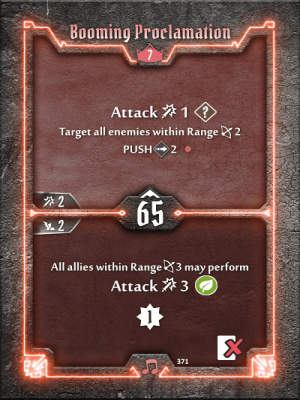 Booming Proclamation
7
Attack 1 ?
Target all enemies within Range 2
PUSH 2
2
65
2
All allies within Range 3 may perform
Attack 3
1
371